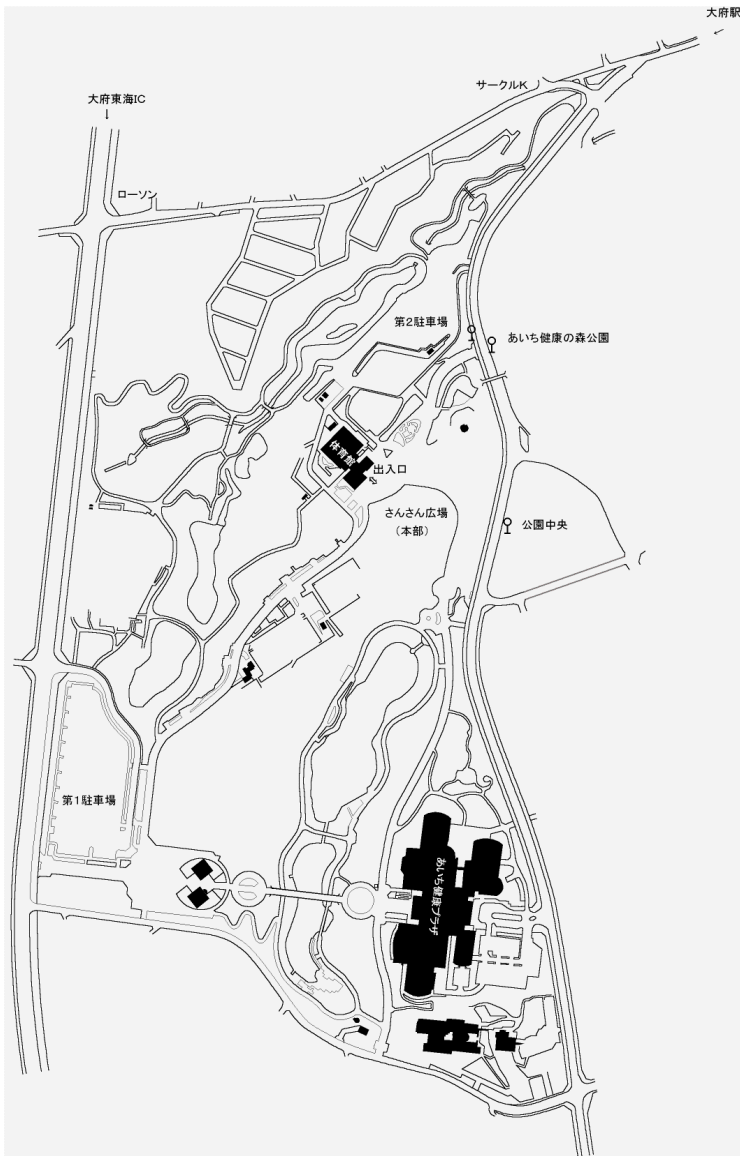 大府駅
サークルK
大府東海IC
ローソン
第2駐車場
あいち健康の森公園
体育館
出入口
さんさん広場
（本部）
公園中央
第1駐車場
あいち健康プラザ